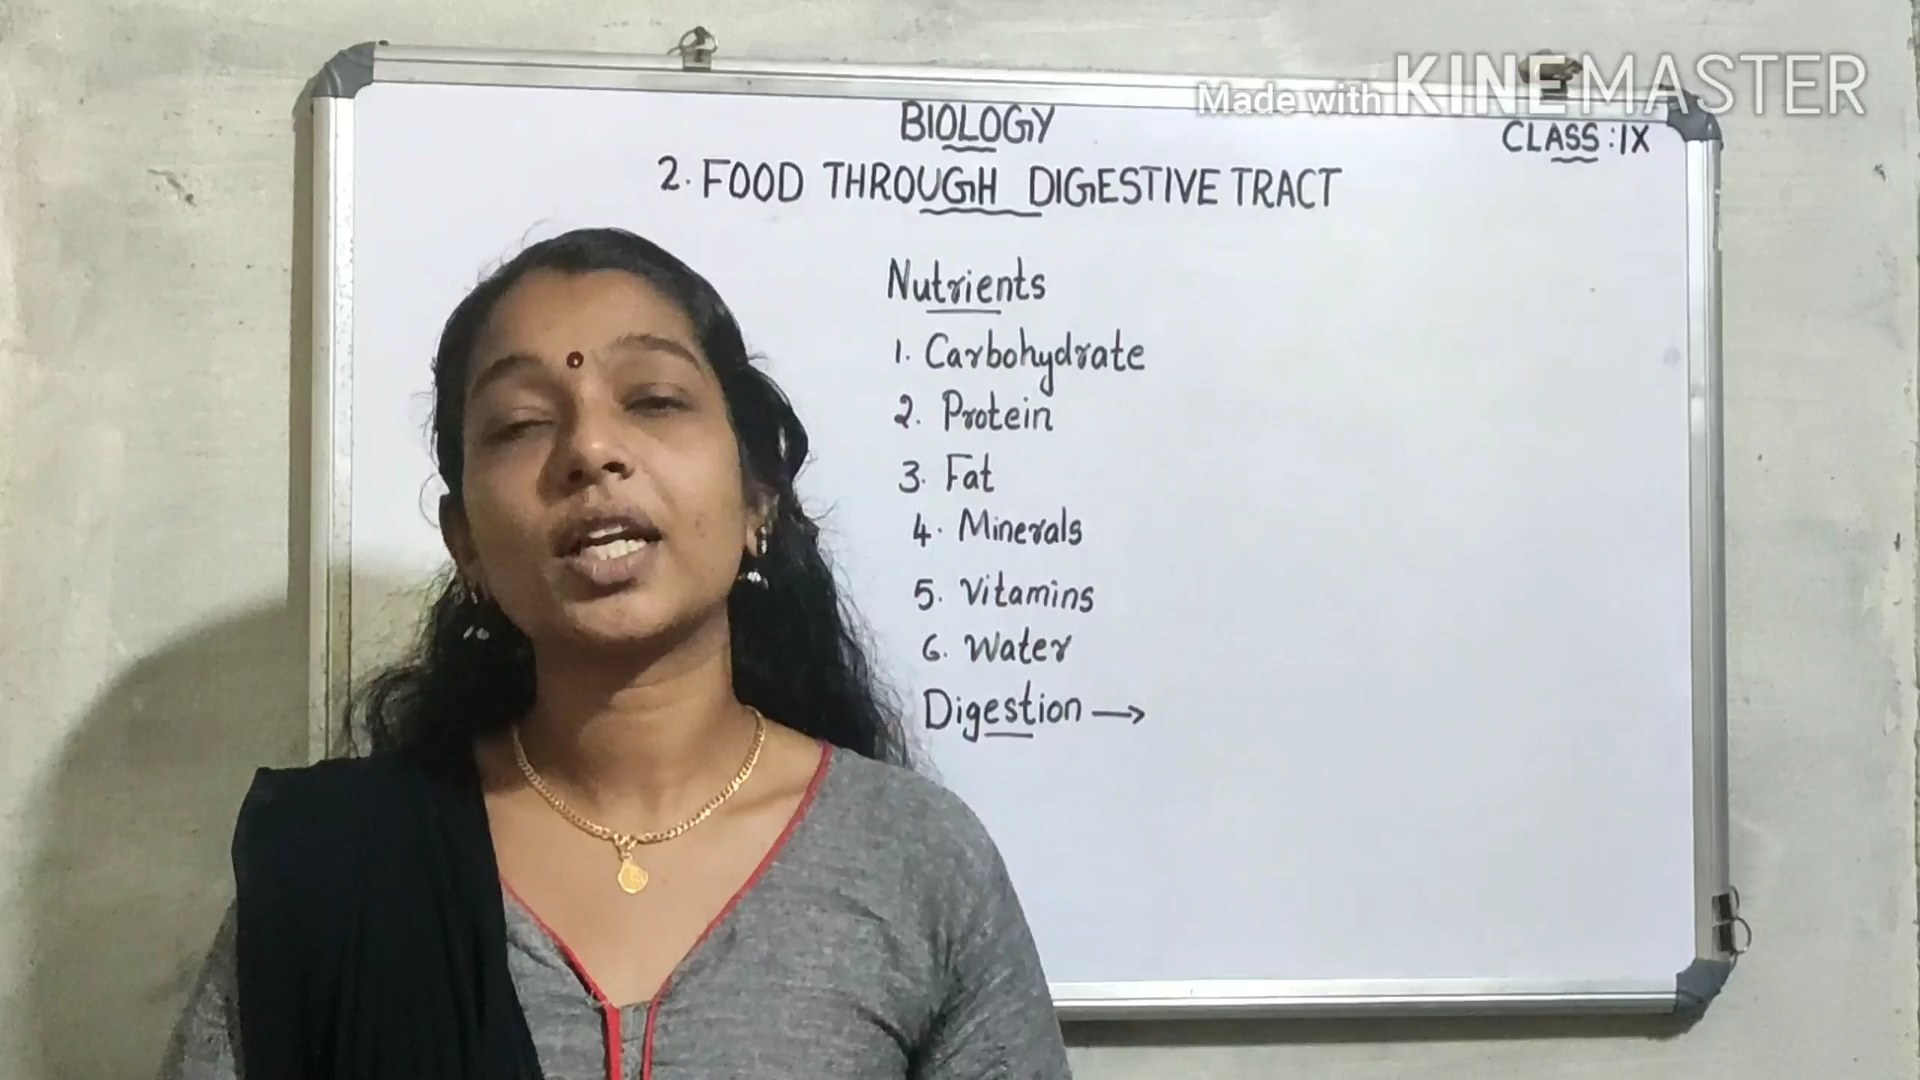 Made with KINEMASTER
BIOLOGY
CLASS : IX
2. FOOD THROUGH DIGESTIVE TRACT
Nutrients
1. Carbohydrate
2. Protein
3. Fat
4. Minerals
5. Vitamins
6. Water
Digestion →